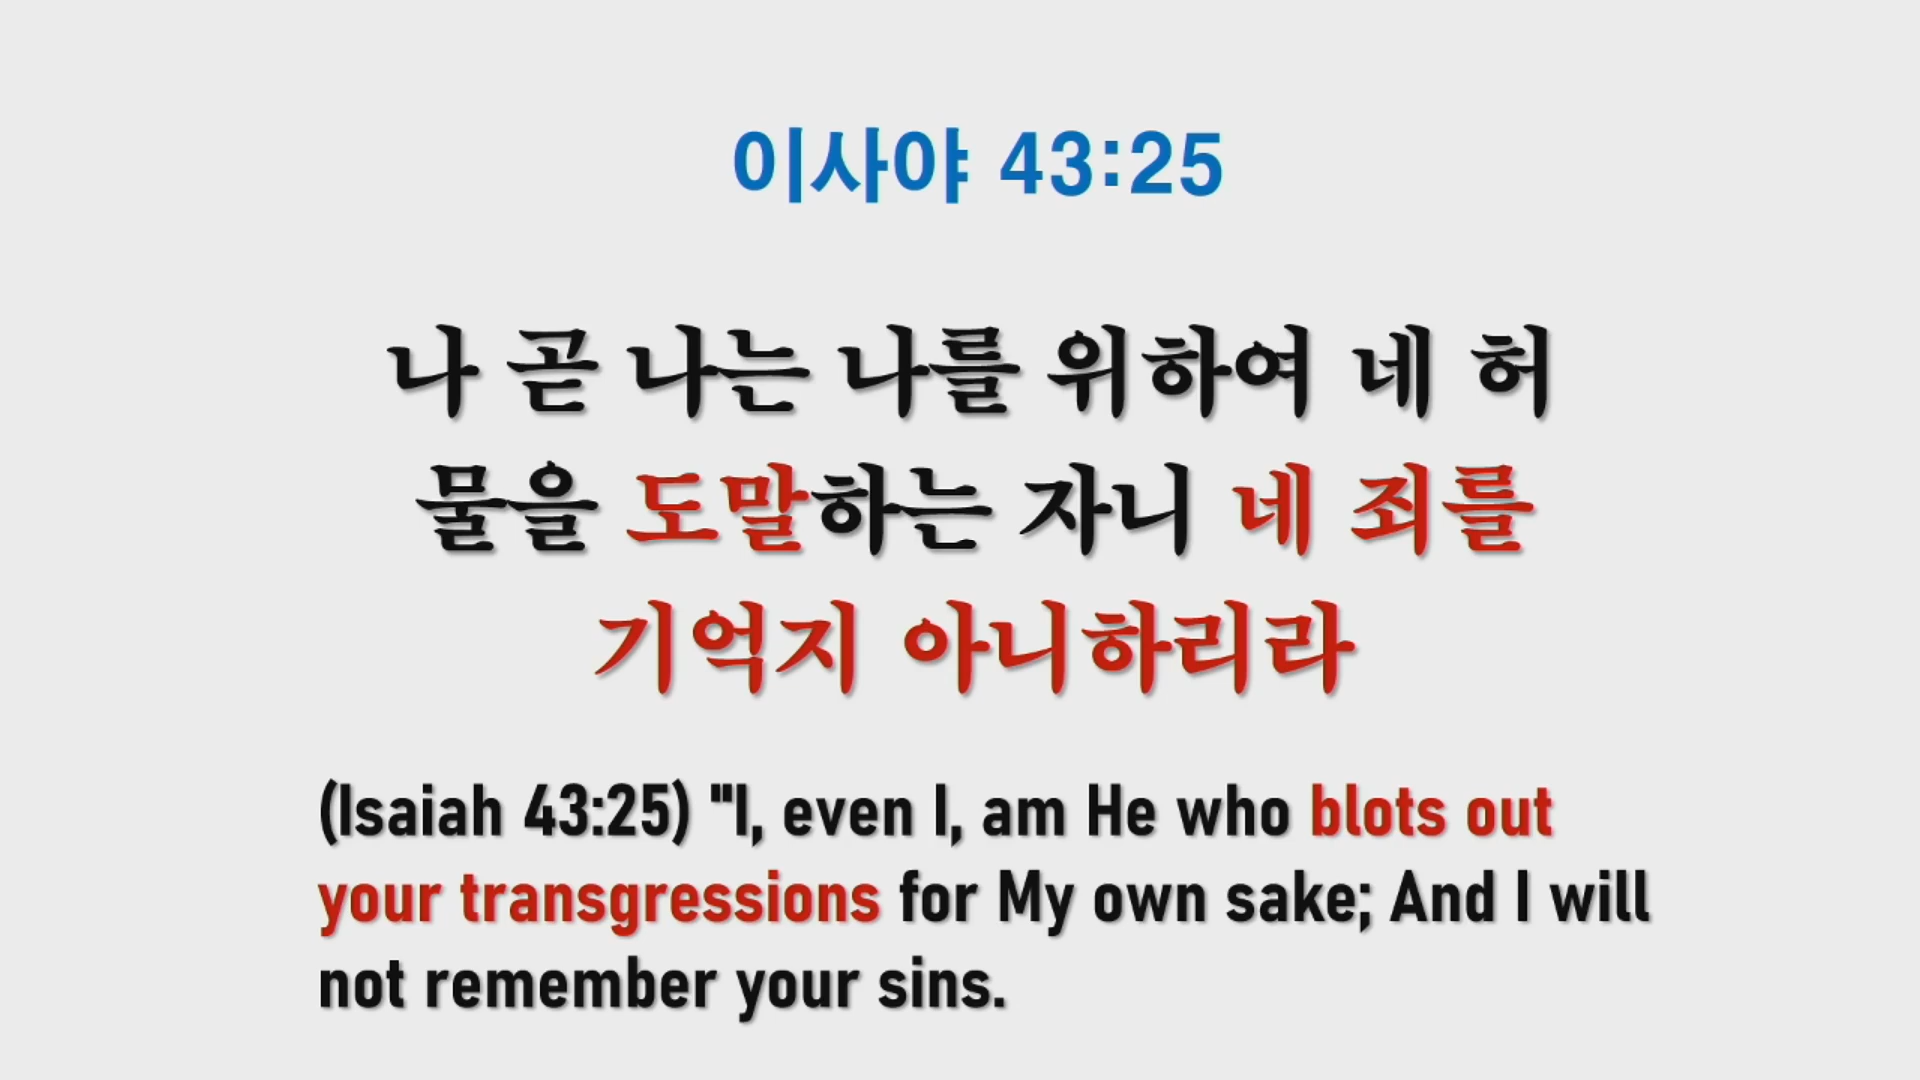 이사야 43:25
나 곧 나는 나를 위하여 네 허
물을 도말하는 자니 네 죄를
기억지 아니하리라
(Isaiah 43:25) "I, even I, am He who blots out
your transgressions for My own sake; And I will
not remember your sins.